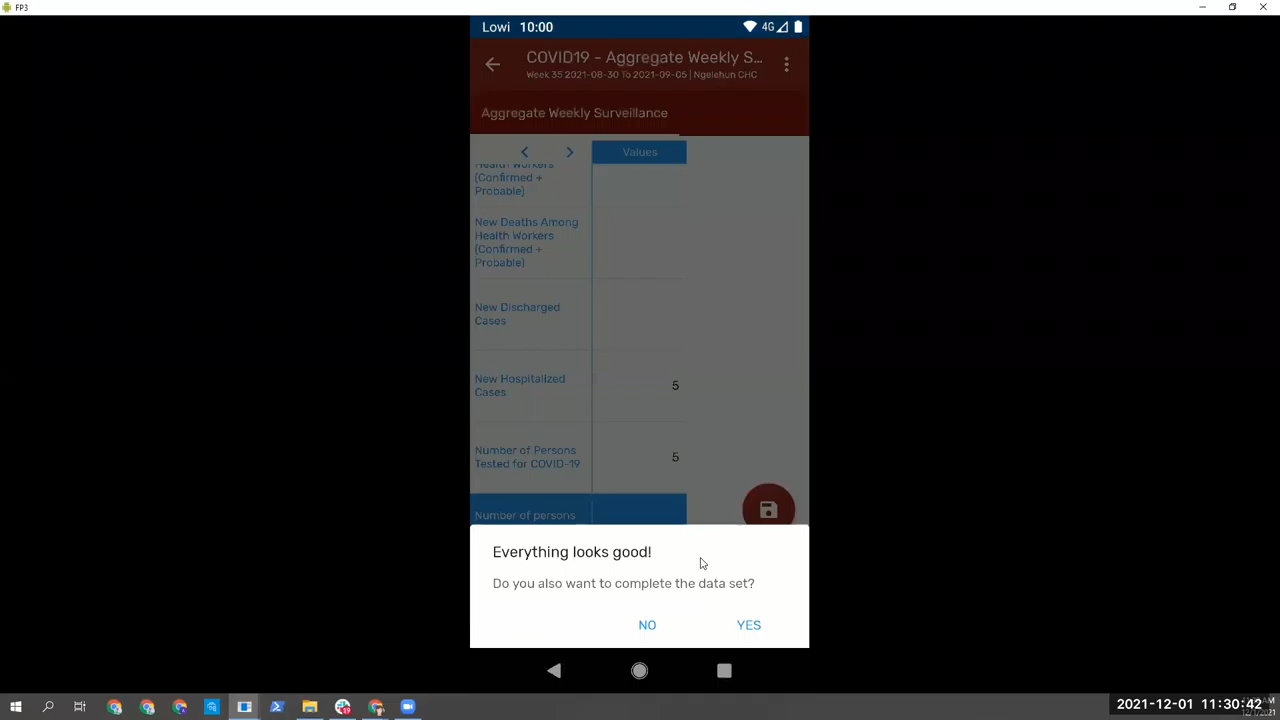 FP3
Lowi 10:00
4G
COVID19 - Aggregate Weekly S...
Week 35 2021-08-30 To 2021-09-05 | Ngelehun CHC
Aggregate Weekly Surveillance
Values
Health Workers
(Confirmed +
Probable)
New Deaths Among
Health Workers
(Confirmed +
Probable)
New Discharged
Cases
New Hospitalized
Cases
5
Number of Persons
Tested for COVID-19
5
Number of persons
Everything looks good!
Do you also want to complete the data set?
NO YES
2021-12-01 11:30:42